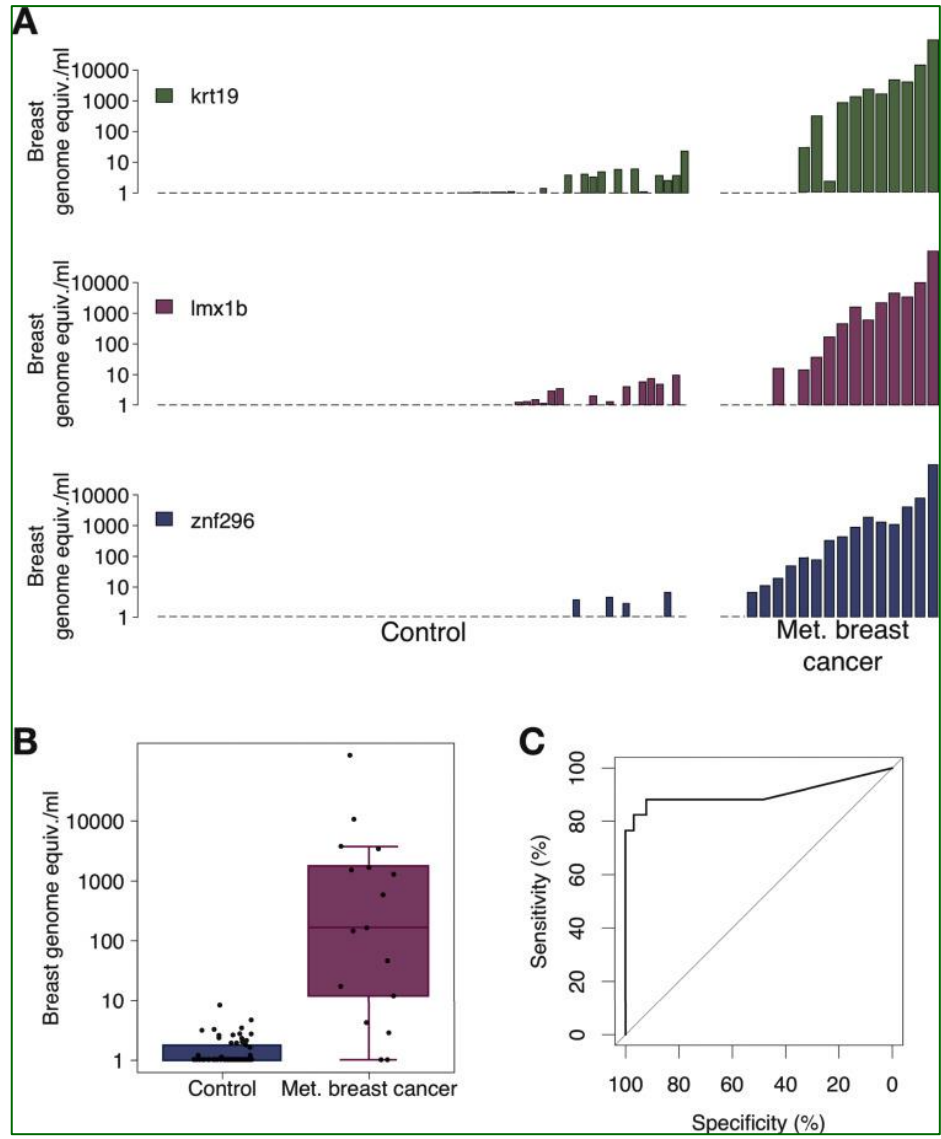 A
Breast
genome equiv./ml
10000
1000
100
10
1
krt19
Breast
genome equiv./ml
10000
1000
100
10
1
lmx1b
Breast
genome equiv./ml
10000
1000
100
10
1
znf296
Control
Met. breast
cancer
B
Breast genome equiv./ml
10000
1000
100
10
1
Control
Met. breast cancer
C
Sensitivity (%)
100
80
60
40
20
0
100 80 60 40 20 0
Specificity (%)